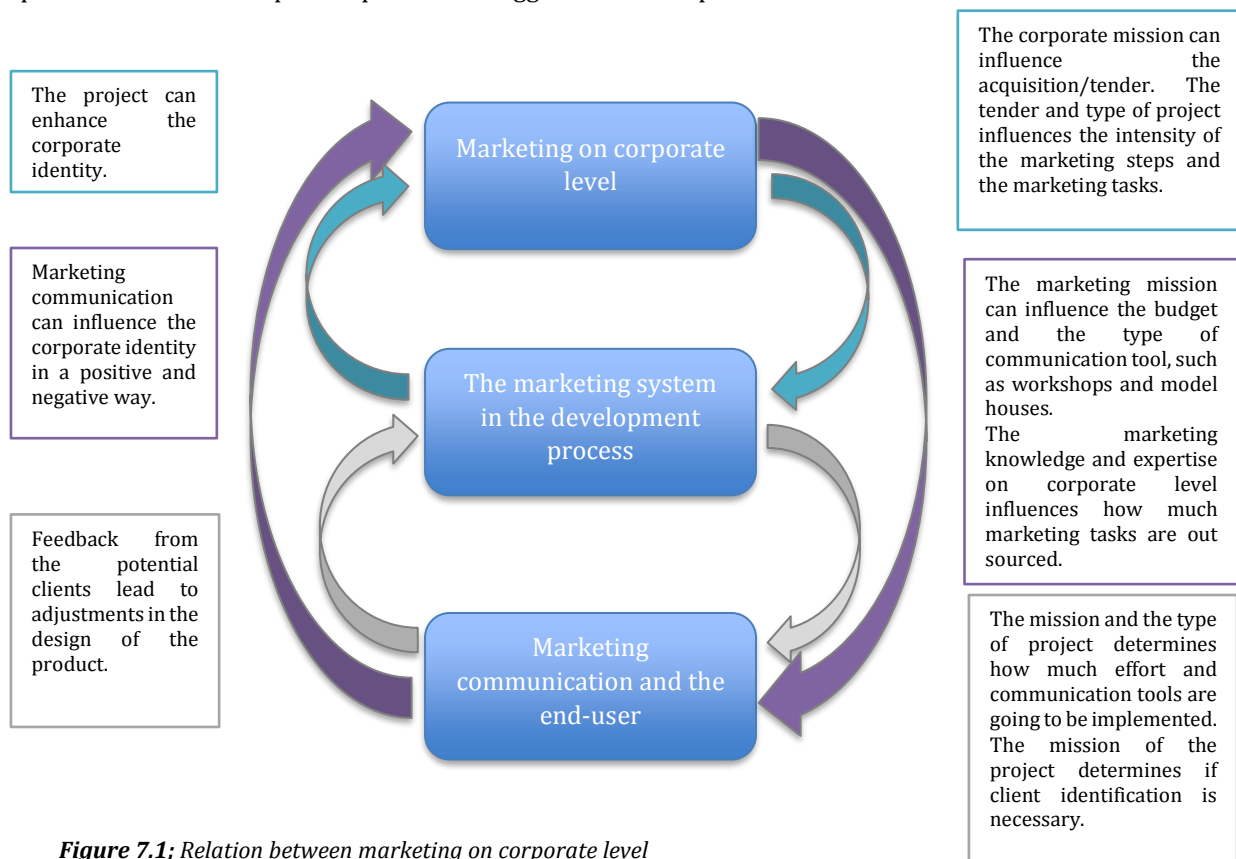 The project can
enhance the
corporate
identity.
Marketing
communication
can influence the
corporate identity
in a positive and
negative way.
Feedback from
the potential
clients lead to
adjustments in the
design of the
product.
Marketing on corporate
level
The marketing system
in the development
process
Marketing
communication and the
end-user
The corporate mission can
influence the
acquisition/tender. The
tender and type of project
influences the intensity of
the marketing steps and
the marketing tasks.
The marketing mission
can influence the budget
and the type of
communication tool, such
as workshops and model
houses.
The marketing
knowledge and expertise
on corporate level
influences how much
marketing tasks are out
sourced.
The mission and the type
of project determines
how much effort and
communication tools are
going to be implemented.
The mission of the
project determines if
client identification is
necessary.
Figure 7.1; Relation between marketing on corporate level